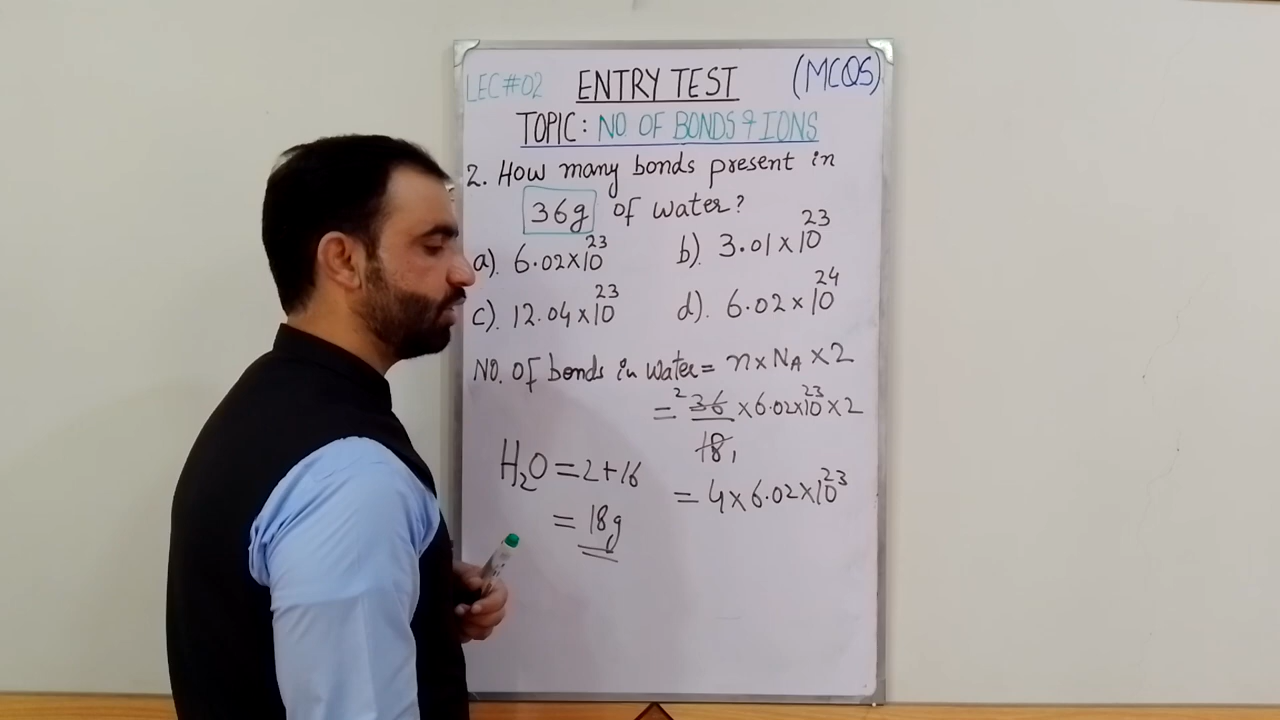 LEC#02 ENTRY TEST (MCQS)
TOPIC: NO OF BONDS & IONS
2. How many bonds present in
36g of water?
a). 6.02×10²³ b). 3.01×10²³
c). 12.04×10²³ d). 6.02×10²⁴
NO. Of bonds in water = n×N_A×2
= ² 36/18₁ ×6.02×10²³×2
H₂O = 2+16
= 4×6.02×10²³
= 18g